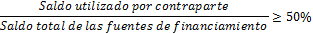 Saldo utilizado por contraparte
Saldo total de las fuentes de financiamiento
≥ 50%